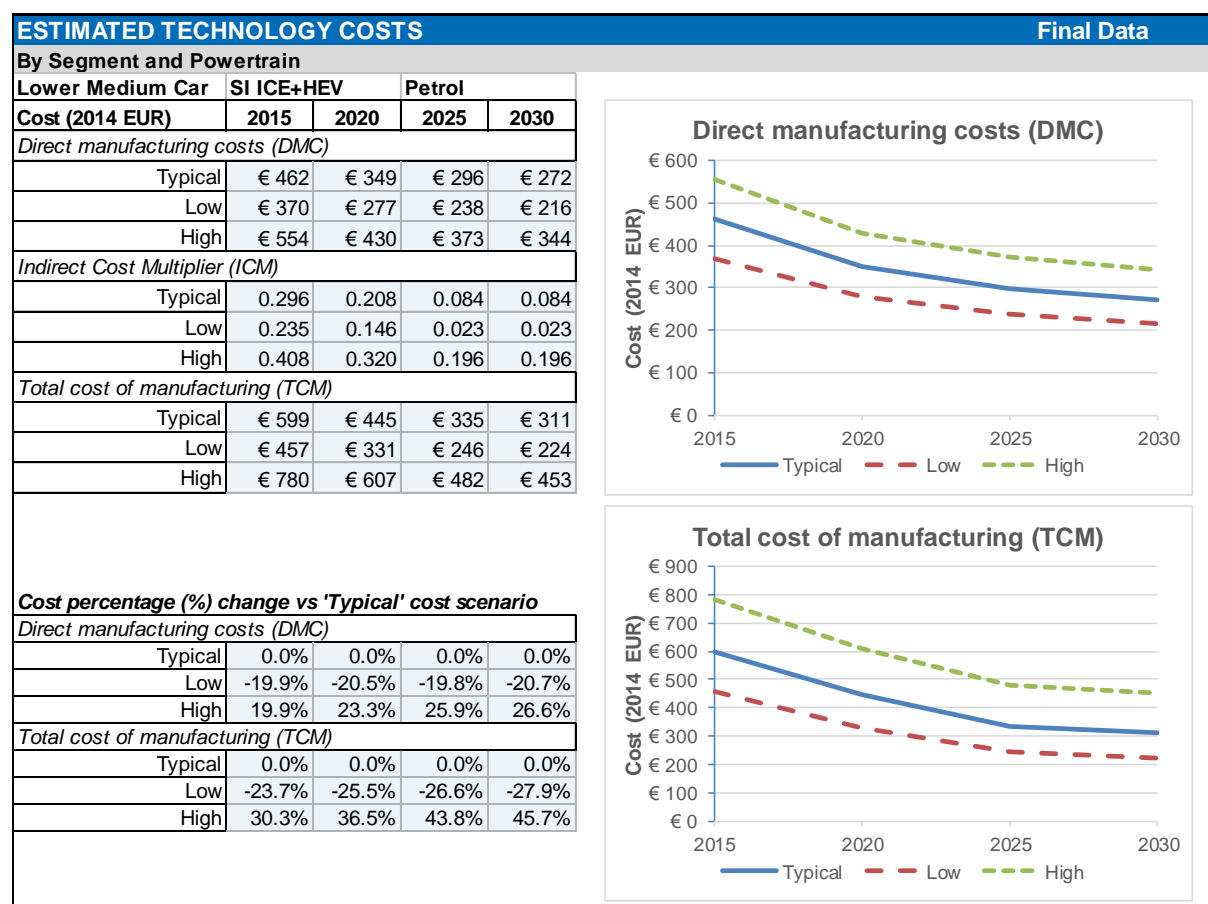 ESTIMATED TECHNOLOGY COSTS Final Data
By Segment and Powertrain
Lower Medium Car SI ICE+HEV Petrol
Cost (2014 EUR) 2015 2020 2025 2030
Direct manufacturing costs (DMC)
Typical € 462 € 349 € 296 € 272
Low € 370 € 277 € 238 € 216
High € 554 € 430 € 373 € 344
Indirect Cost Multiplier (ICM)
Typical 0.296 0.208 0.084 0.084
Low 0.235 0.146 0.023 0.023
High 0.408 0.320 0.196 0.196
Total cost of manufacturing (TCM)
Typical € 599 € 445 € 335 € 311
Low € 457 € 331 € 246 € 224
High € 780 € 607 € 482 € 453
Cost percentage (%) change vs 'Typical' cost scenario
Direct manufacturing costs (DMC)
Typical 0.0% 0.0% 0.0% 0.0%
Low -19.9% -20.5% -19.8% -20.7%
High 19.9% 23.3% 25.9% 26.6%
Total cost of manufacturing (TCM)
Typical 0.0% 0.0% 0.0% 0.0%
Low -23.7% -25.5% -26.6% -27.9%
High 30.3% 36.5% 43.8% 45.7%
Direct manufacturing costs (DMC)
Cost (2014 EUR)
€ 600
€ 500
€ 400
€ 300
€ 200
€ 100
€ 0
2015 2020 2025 2030
Typical Low High
Total cost of manufacturing (TCM)
Cost (2014 EUR)
€ 900
€ 800
€ 700
€ 600
€ 500
€ 400
€ 300
€ 200
€ 100
€ 0
2015 2020 2025 2030
Typical Low High